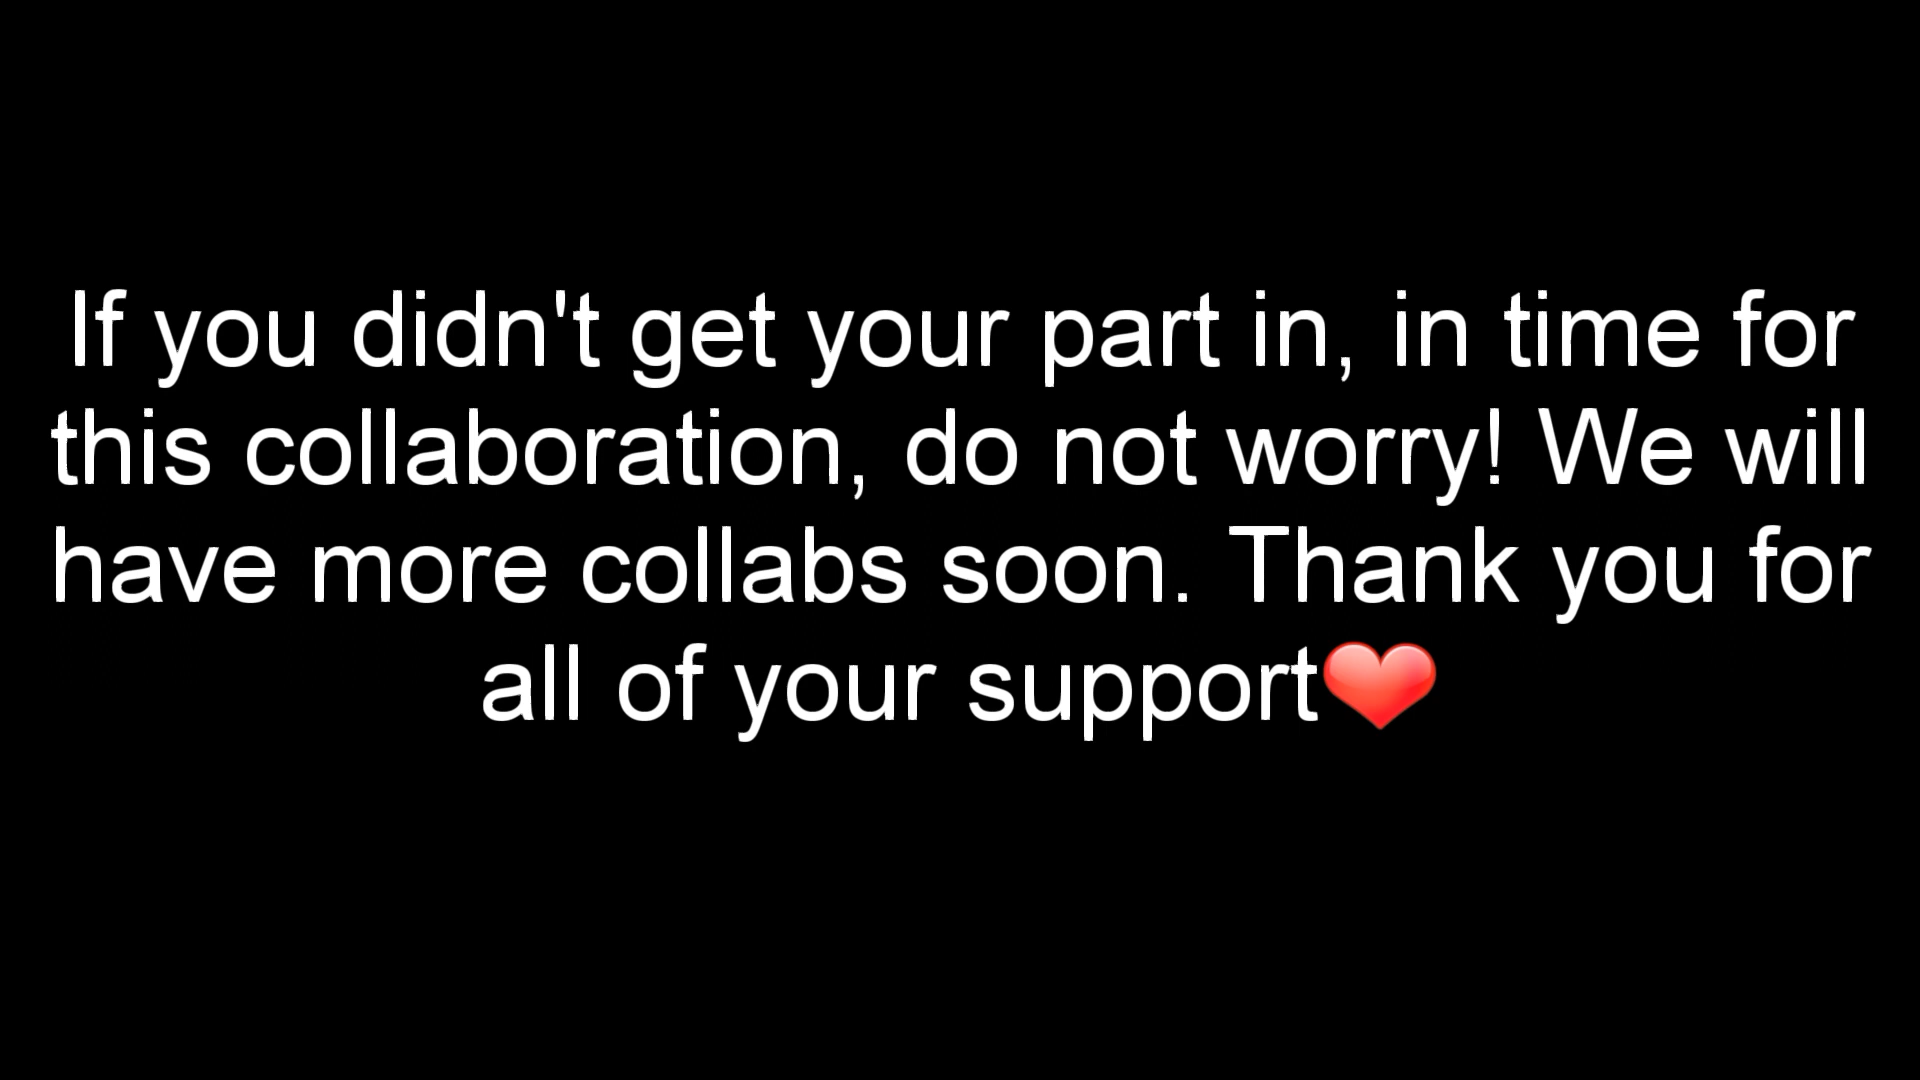 If you didn't get your part in, in time for
this collaboration, do not worry! We will
have more collabs soon. Thank you for
all of your support❤